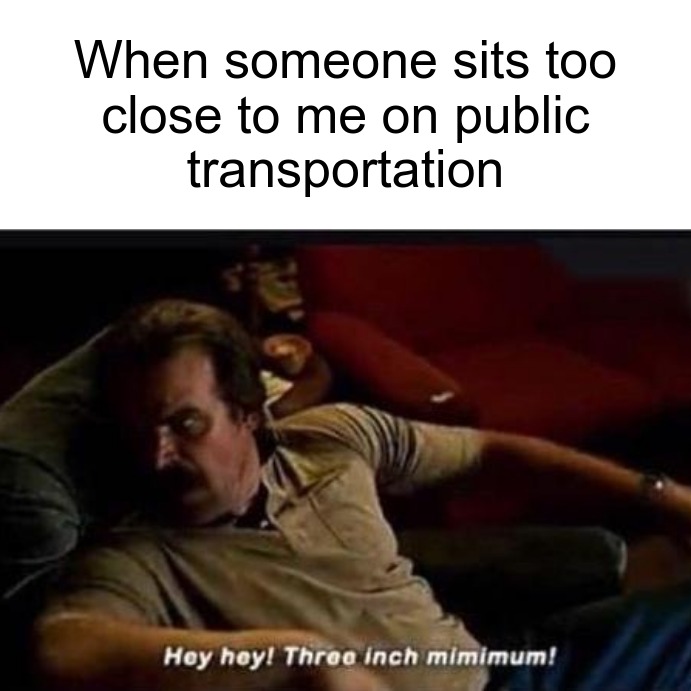 When someone sits too
close to me on public
transportation
Hey hey! Three inch mimimum!